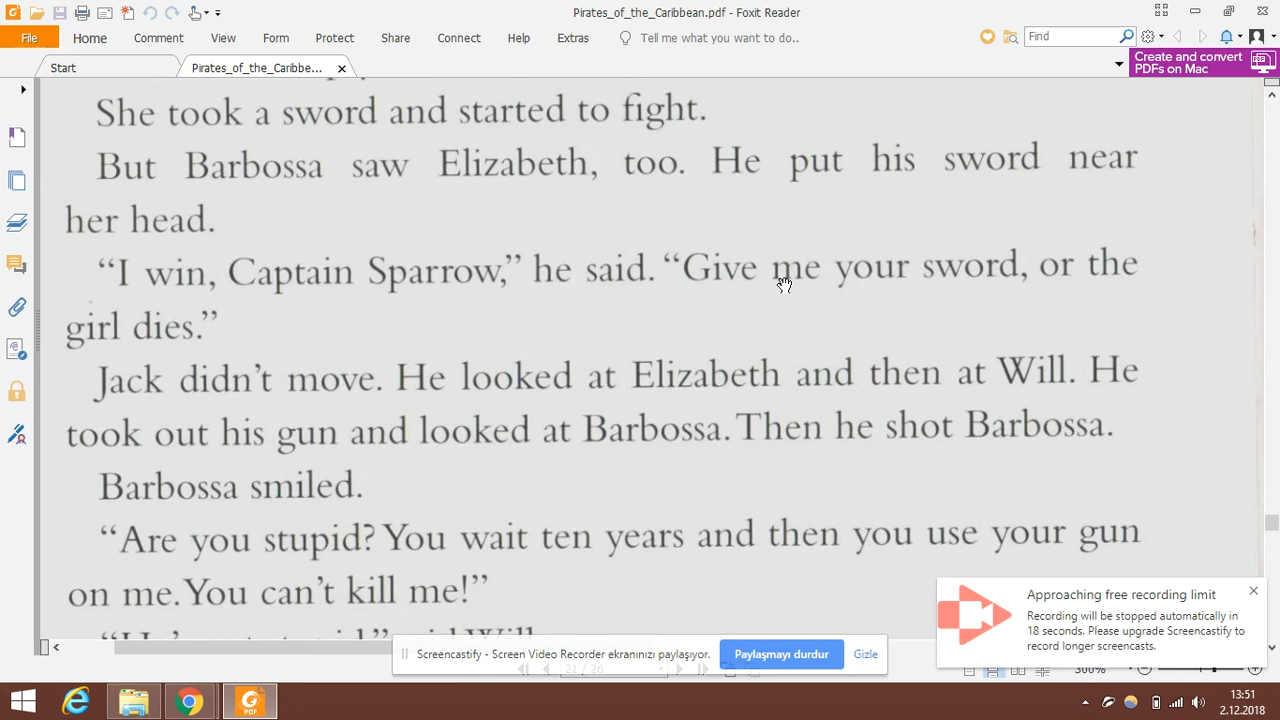 Pirates_of_the_Caribbean.pdf - Foxit Reader
File Home Comment View Form Protect Share Connect Help Extras Tell me what you want to do.. Find
Start Pirates_of_the_Caribbe... Create and convert
PDFs on Mac
She took a sword and started to fight.
But Barbossa saw Elizabeth, too. He put his sword near
her head.
“I win, Captain Sparrow,” he said. “Give me your sword, or the
girl dies.”
Jack didn’t move. He looked at Elizabeth and then at Will. He
took out his gun and looked at Barbossa. Then he shot Barbossa.
Barbossa smiled.
“Are you stupid? You wait ten years and then you use your gun
on me. You can’t kill me!”
Approaching free recording limit
Recording will be stopped automatically in
18 seconds. Please upgrade Screencastify to
record longer screencasts.
Screencastify - Screen Video Recorder ekranınızı paylaşıyor. Paylaşmayı durdur Gizle
21 / 26
300%
PDF
13:51
2.12.2018